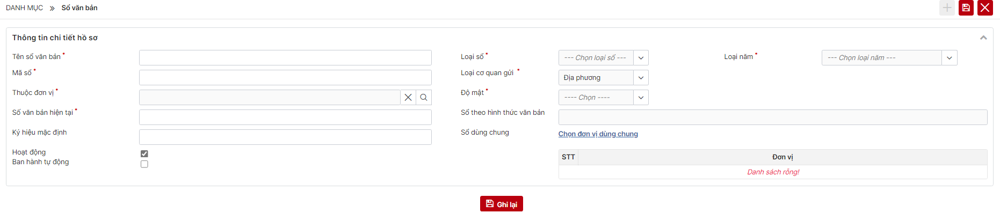 DANH MỤC » Sổ văn bản
Thông tin chi tiết hồ sơ
Tên sổ văn bản * Loại sổ * --- Chọn loại sổ --- Loại năm * --- Chọn loại năm ---
Mã sổ * Loại cơ quan gửi * Địa phương
Thuộc đơn vị * Độ mật * ---- Chọn ----
Số văn bản hiện tại * Sổ theo hình thức văn bản
Ký hiệu mặc định Sổ dùng chung Chọn đơn vị dùng chung
Hoạt động
Ban hành tự động
STT Đơn vị
Danh sách rỗng!
Ghi lại